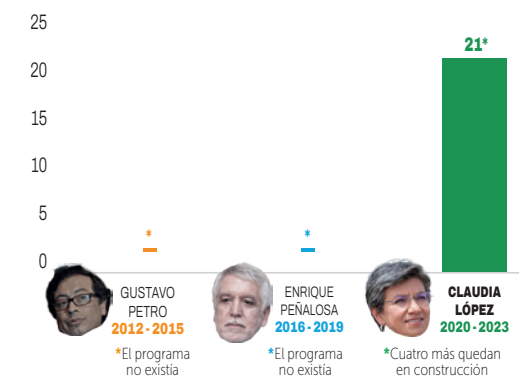 25
20
15
10
5
0
*
*
21*
GUSTAVO
PETRO
2012 - 2015
*El programa
no existía
ENRIQUE
PEÑALOSA
2016 - 2019
*El programa
no existía
CLAUDIA
LÓPEZ
2020 - 2023
*Cuatro más quedan
en construcción